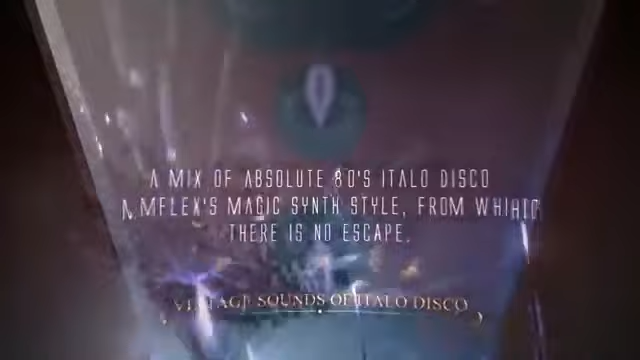 A MIX OF ABSOLUTE 80'S ITALO DISCO
MFLEX'S MAGIC SYNTH STYLE, FROM
THERE IS NO ESCAPE.
VINTAGE SOUNDS OF ITALO DISCO